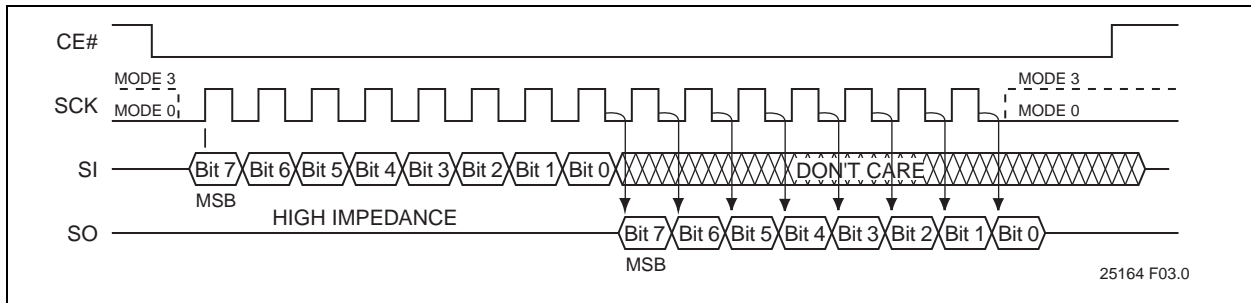 CE#
MODE 3 MODE 3
SCK MODE 0 MODE 0
SI Bit 7 Bit 6 Bit 5 Bit 4 Bit 3 Bit 2 Bit 1 Bit 0 DON'T CARE
MSB
HIGH IMPEDANCE
SO Bit 7 Bit 6 Bit 5 Bit 4 Bit 3 Bit 2 Bit 1 Bit 0
MSB
25164 F03.0